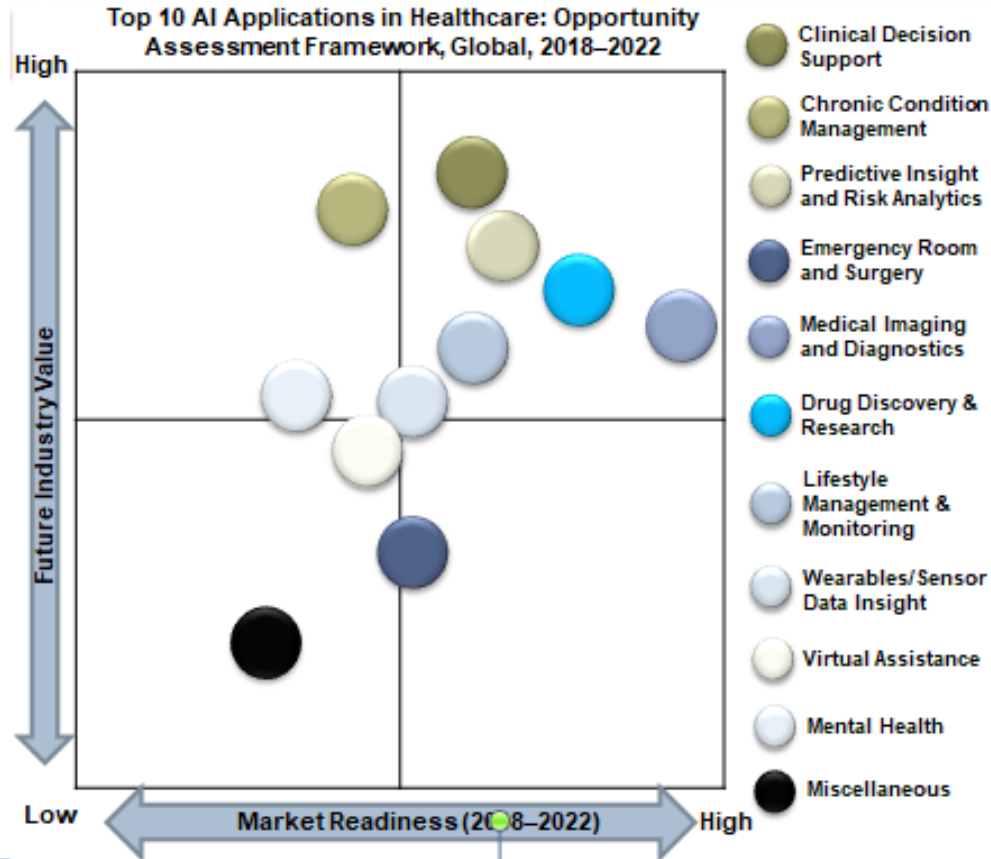 Top 10 AI Applications in Healthcare: Opportunity
Assessment Framework, Global, 2018–2022
High
Future Industry Value
Low
Market Readiness (2018–2022)
High
Clinical Decision
Support
Chronic Condition
Management
Predictive Insight
and Risk Analytics
Emergency Room
and Surgery
Medical Imaging
and Diagnostics
Drug Discovery &
Research
Lifestyle
Management &
Monitoring
Wearables/Sensor
Data Insight
Virtual Assistance
Mental Health
Miscellaneous